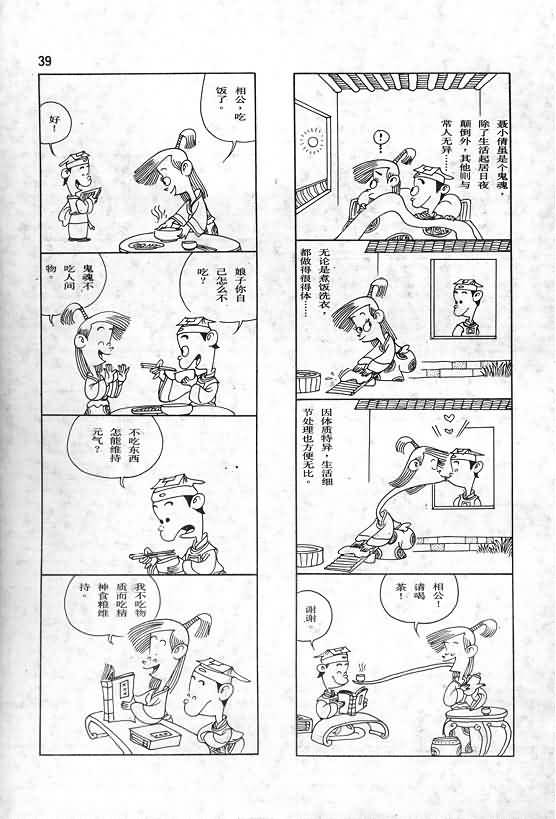 39
聂小倩虽是个鬼魂，
除了生活起居日夜
颠倒外，其他则与
常人无异……
!
无论是煮饭洗衣，
都做得很得体……
因体质特异，生活细
节处理也方便无比。
相公！
请喝
茶！
谢谢。
相公，吃
饭了。
好！
娘子你自
己怎么不
吃？
鬼魂不
吃人间
物。
不吃东西
怎能维持
元气？
我不吃物
质而吃精
神食粮维
持。